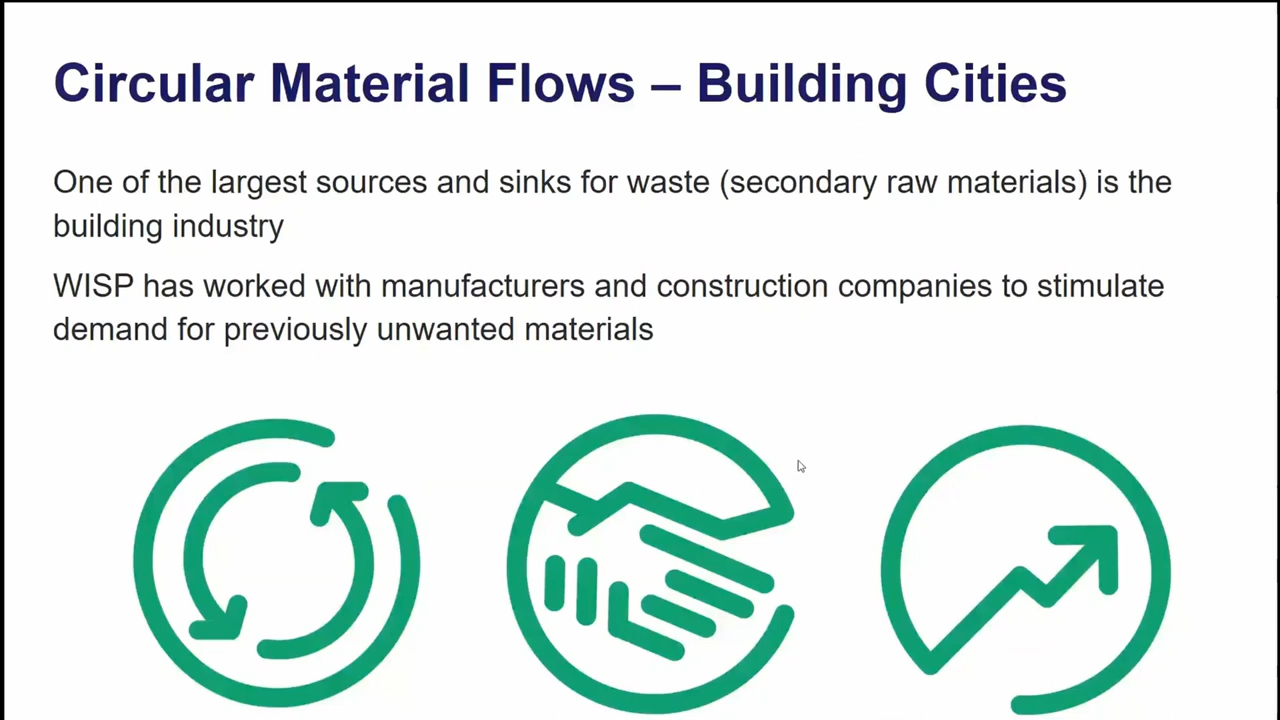 Circular Material Flows – Building Cities
One of the largest sources and sinks for waste (secondary raw materials) is the
building industry
WISP has worked with manufacturers and construction companies to stimulate
demand for previously unwanted materials